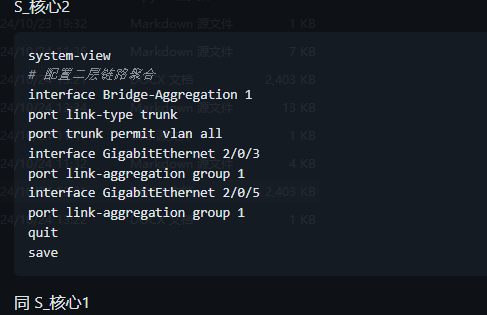 S_核心2
system-view
# 配置二层链路聚合
interface Bridge-Aggregation 1
port link-type trunk
port trunk permit vlan all
interface GigabitEthernet 2/0/3
port link-aggregation group 1
interface GigabitEthernet 2/0/5
port link-aggregation group 1
quit
save
同 S_核心1